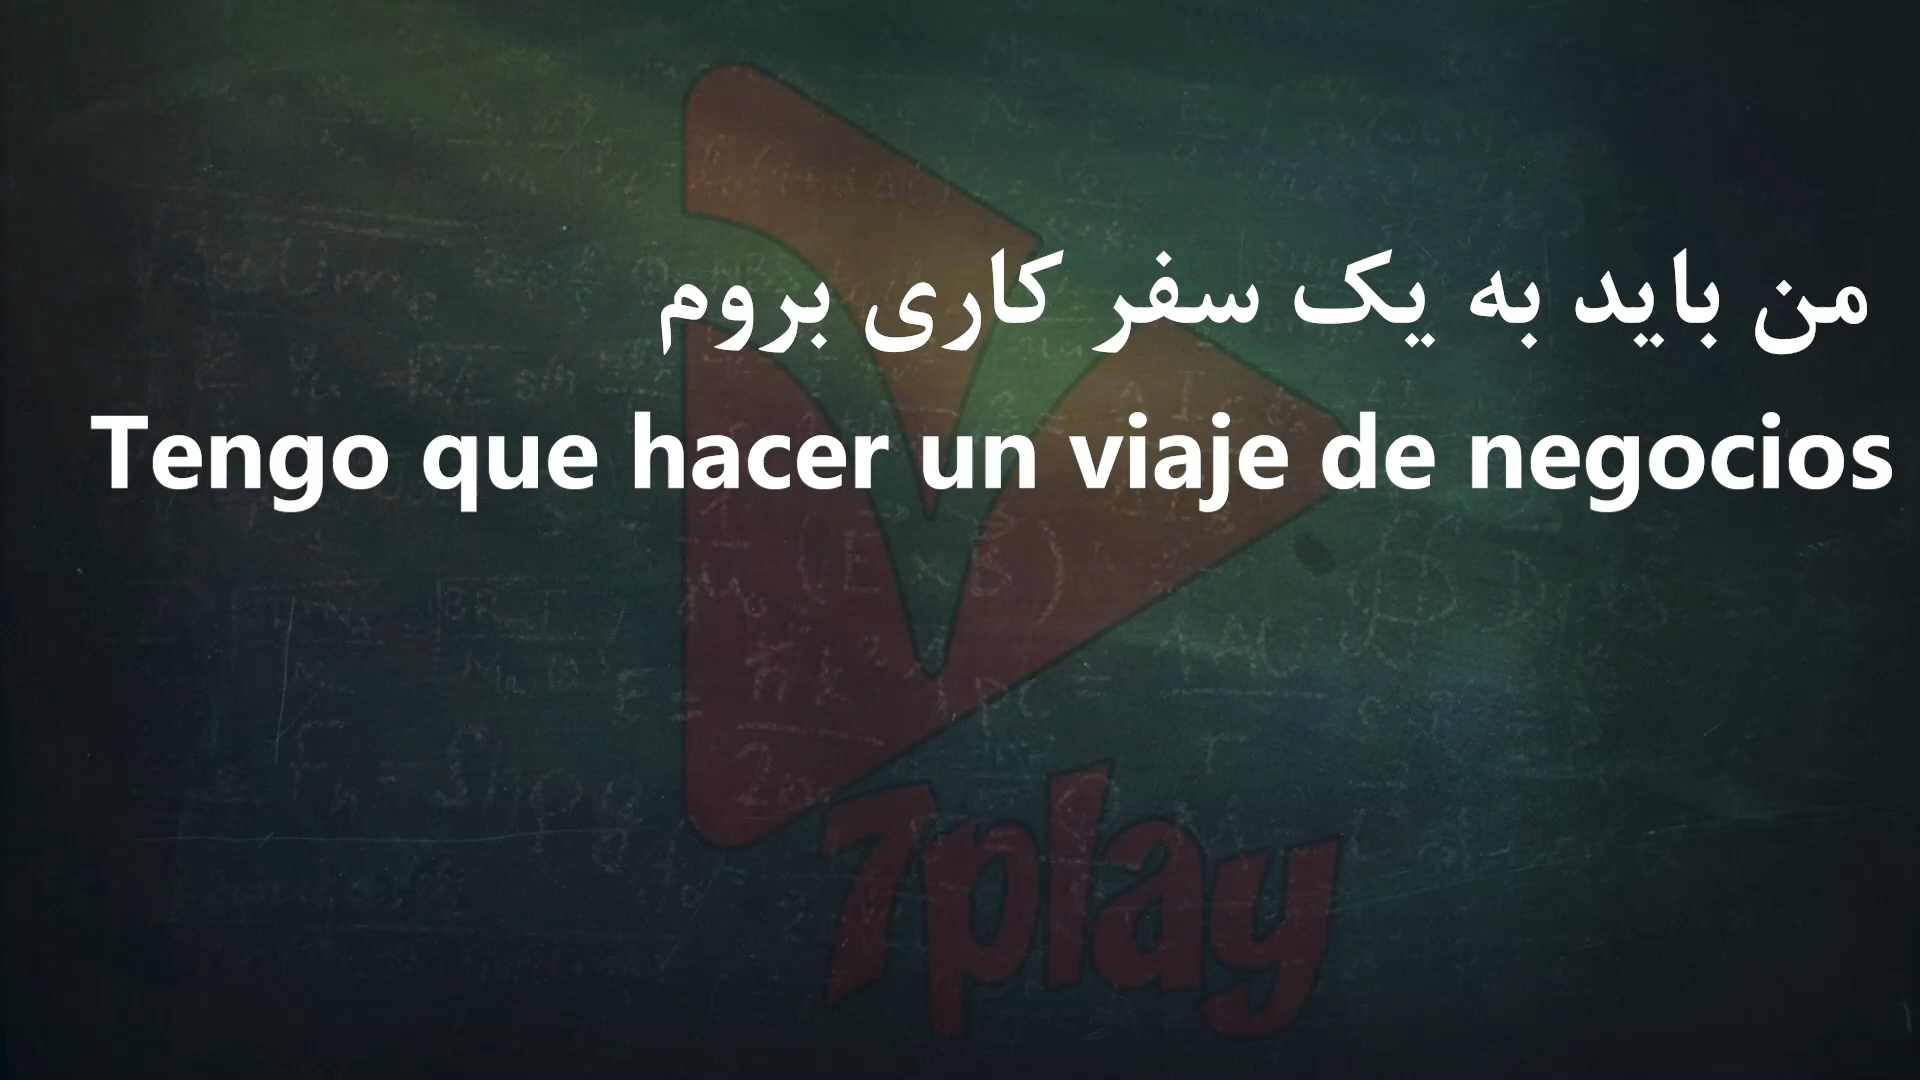 من باید به یک سفر کاری بروم
Tengo que hacer un viaje de negocios
7play